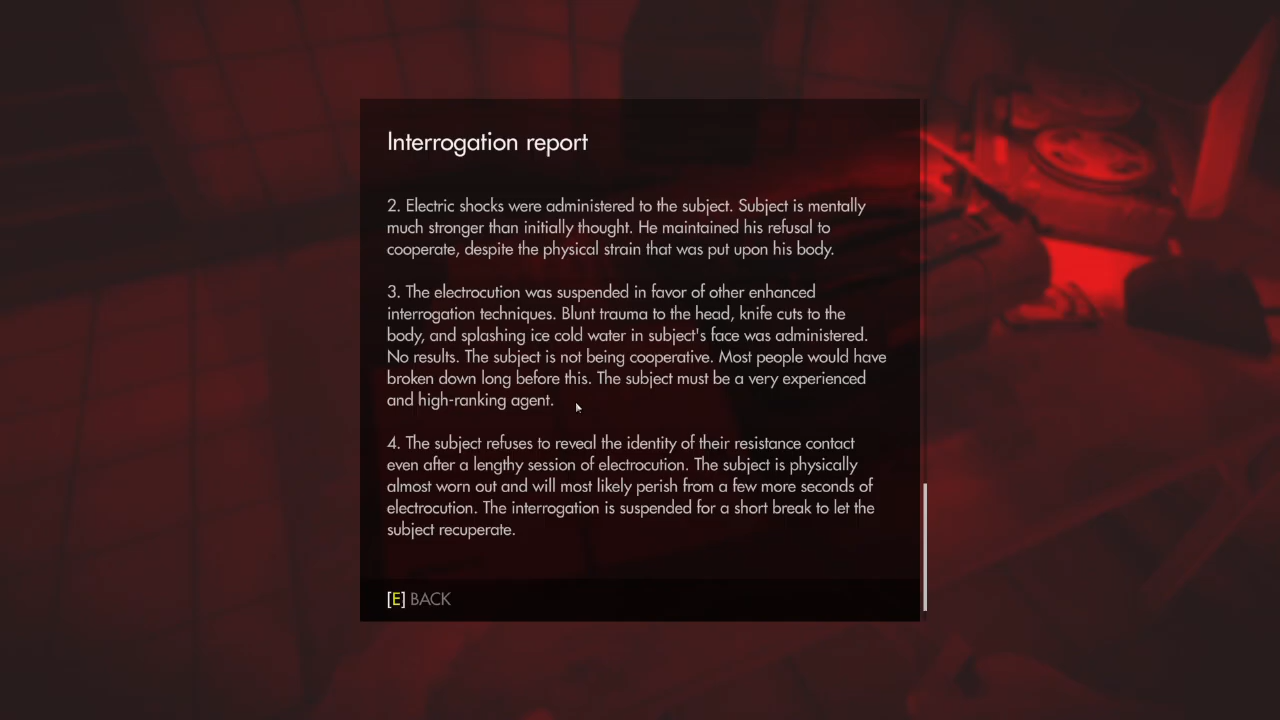 Interrogation report
2. Electric shocks were administered to the subject. Subject is mentally
much stronger than initially thought. He maintained his refusal to
cooperate, despite the physical strain that was put upon his body.
3. The electrocution was suspended in favor of other enhanced
interrogation techniques. Blunt trauma to the head, knife cuts to the
body, and splashing ice cold water in subject's face was administered.
No results. The subject is not being cooperative. Most people would have
broken down long before this. The subject must be a very experienced
and high-ranking agent.
4. The subject refuses to reveal the identity of their resistance contact
even after a lengthy session of electrocution. The subject is physically
almost worn out and will most likely perish from a few more seconds of
electrocution. The interrogation is suspended for a short break to let the
subject recuperate.
[E] BACK